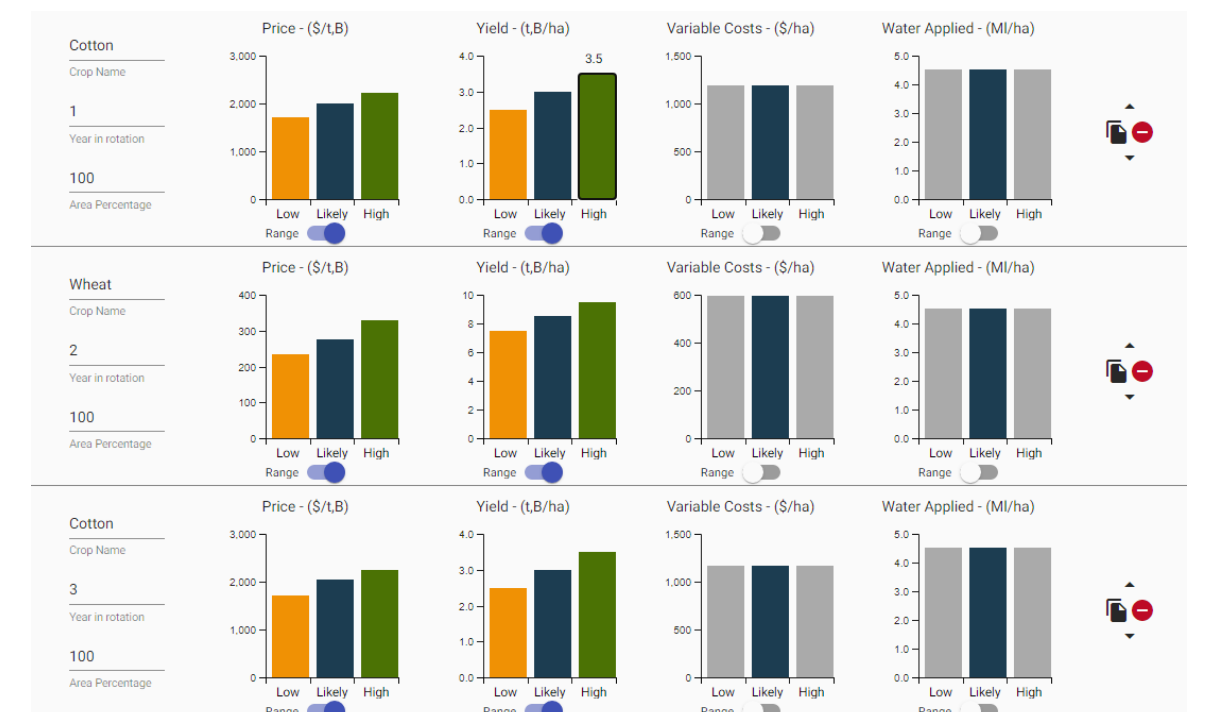 Price - ($/t,B) Yield - (t,B/ha) Variable Costs - ($/ha) Water Applied - (Ml/ha)
Cotton
Crop Name
1
Year in rotation
100
Area Percentage
3,000
2,000
1,000
0
Low Likely High
Range
4.0
3.0
2.0
1.0
0.0
3.5
Low Likely High
Range
1,500
1,000
500
0
Low Likely High
Range
5.0
4.0
3.0
2.0
1.0
0.0
Low Likely High
Range
Price - ($/t,B) Yield - (t,B/ha) Variable Costs - ($/ha) Water Applied - (Ml/ha)
Wheat
Crop Name
2
Year in rotation
100
Area Percentage
400
300
200
100
0
Low Likely High
Range
10
8
6
4
2
0
Low Likely High
Range
600
400
200
0
Low Likely High
Range
5.0
4.0
3.0
2.0
1.0
0.0
Low Likely High
Range
Price - ($/t,B) Yield - (t,B/ha) Variable Costs - ($/ha) Water Applied - (Ml/ha)
Cotton
Crop Name
3
Year in rotation
100
Area Percentage
3,000
2,000
1,000
0
Low Likely High
Range
4.0
3.0
2.0
1.0
0.0
Low Likely High
Range
1,500
1,000
500
0
Low Likely High
Range
5.0
4.0
3.0
2.0
1.0
0.0
Low Likely High
Range